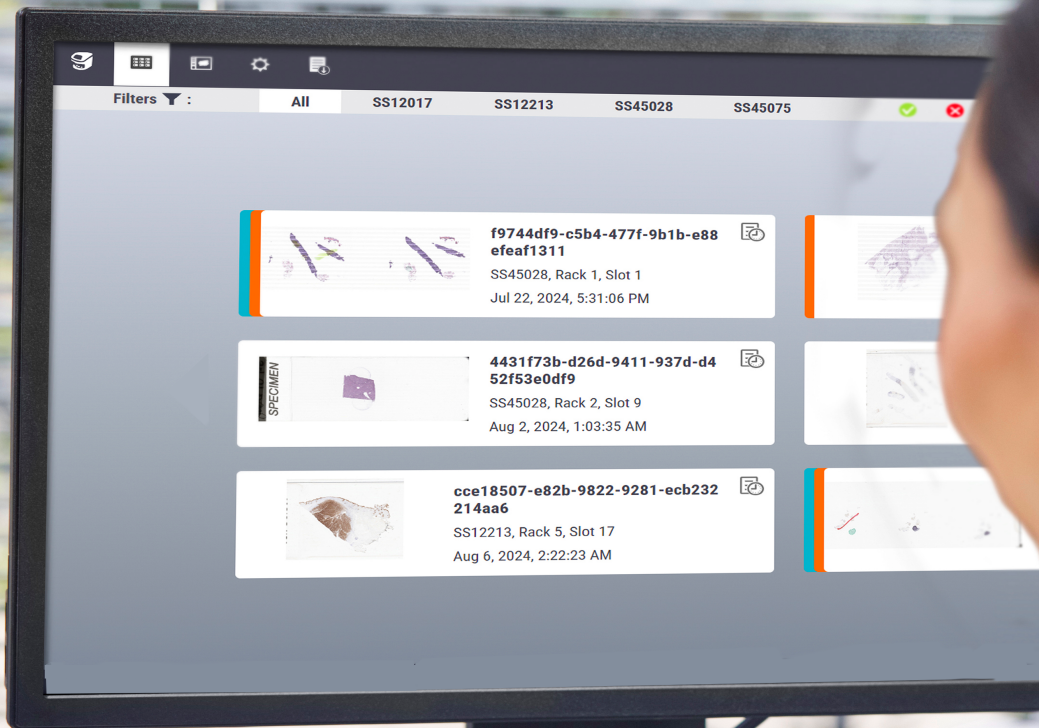 Filters :
All SS12017 SS12213 SS45028 SS45075
f9744df9-c5b4-477f-9b1b-e88
efeaf1311
SS45028, Rack 1, Slot 1
Jul 22, 2024, 5:31:06 PM
SPECIMEN
4431f73b-d26d-9411-937d-d4
52f53e0df9
SS45028, Rack 2, Slot 9
Aug 2, 2024, 1:03:35 AM
cce18507-e82b-9822-9281-ecb232
214aa6
SS12213, Rack 5, Slot 17
Aug 6, 2024, 2:22:23 AM